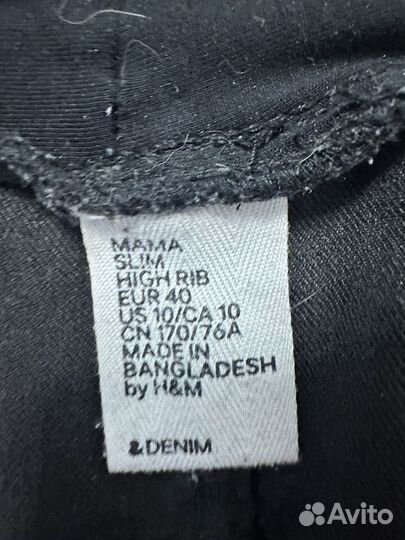 MAMA
SLIM
HIGH RIB
EUR 40
US 10/CA 10
CN 170/76A
MADE IN
BANGLADESH
by H&M
&DENIM
Avito